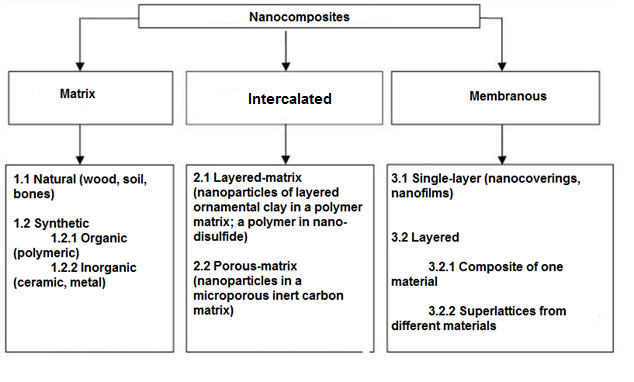 Nanocomposites
Matrix
Intercalated
Membranous
1.1 Natural (wood, soil,
bones)
1.2 Synthetic
1.2.1 Organic
(polymeric)
1.2.2 Inorganic
(ceramic, metal)
2.1 Layered-matrix
(nanoparticles of layered
ornamental clay in a polymer
matrix; a polymer in nano-
disulfide)
2.2 Porous-matrix
(nanoparticles in a
microporous inert carbon
matrix)
3.1 Single-layer (nanocoverings,
nanofilms)
3.2 Layered
3.2.1 Composite of one
material
3.2.2 Superlattices from
different materials